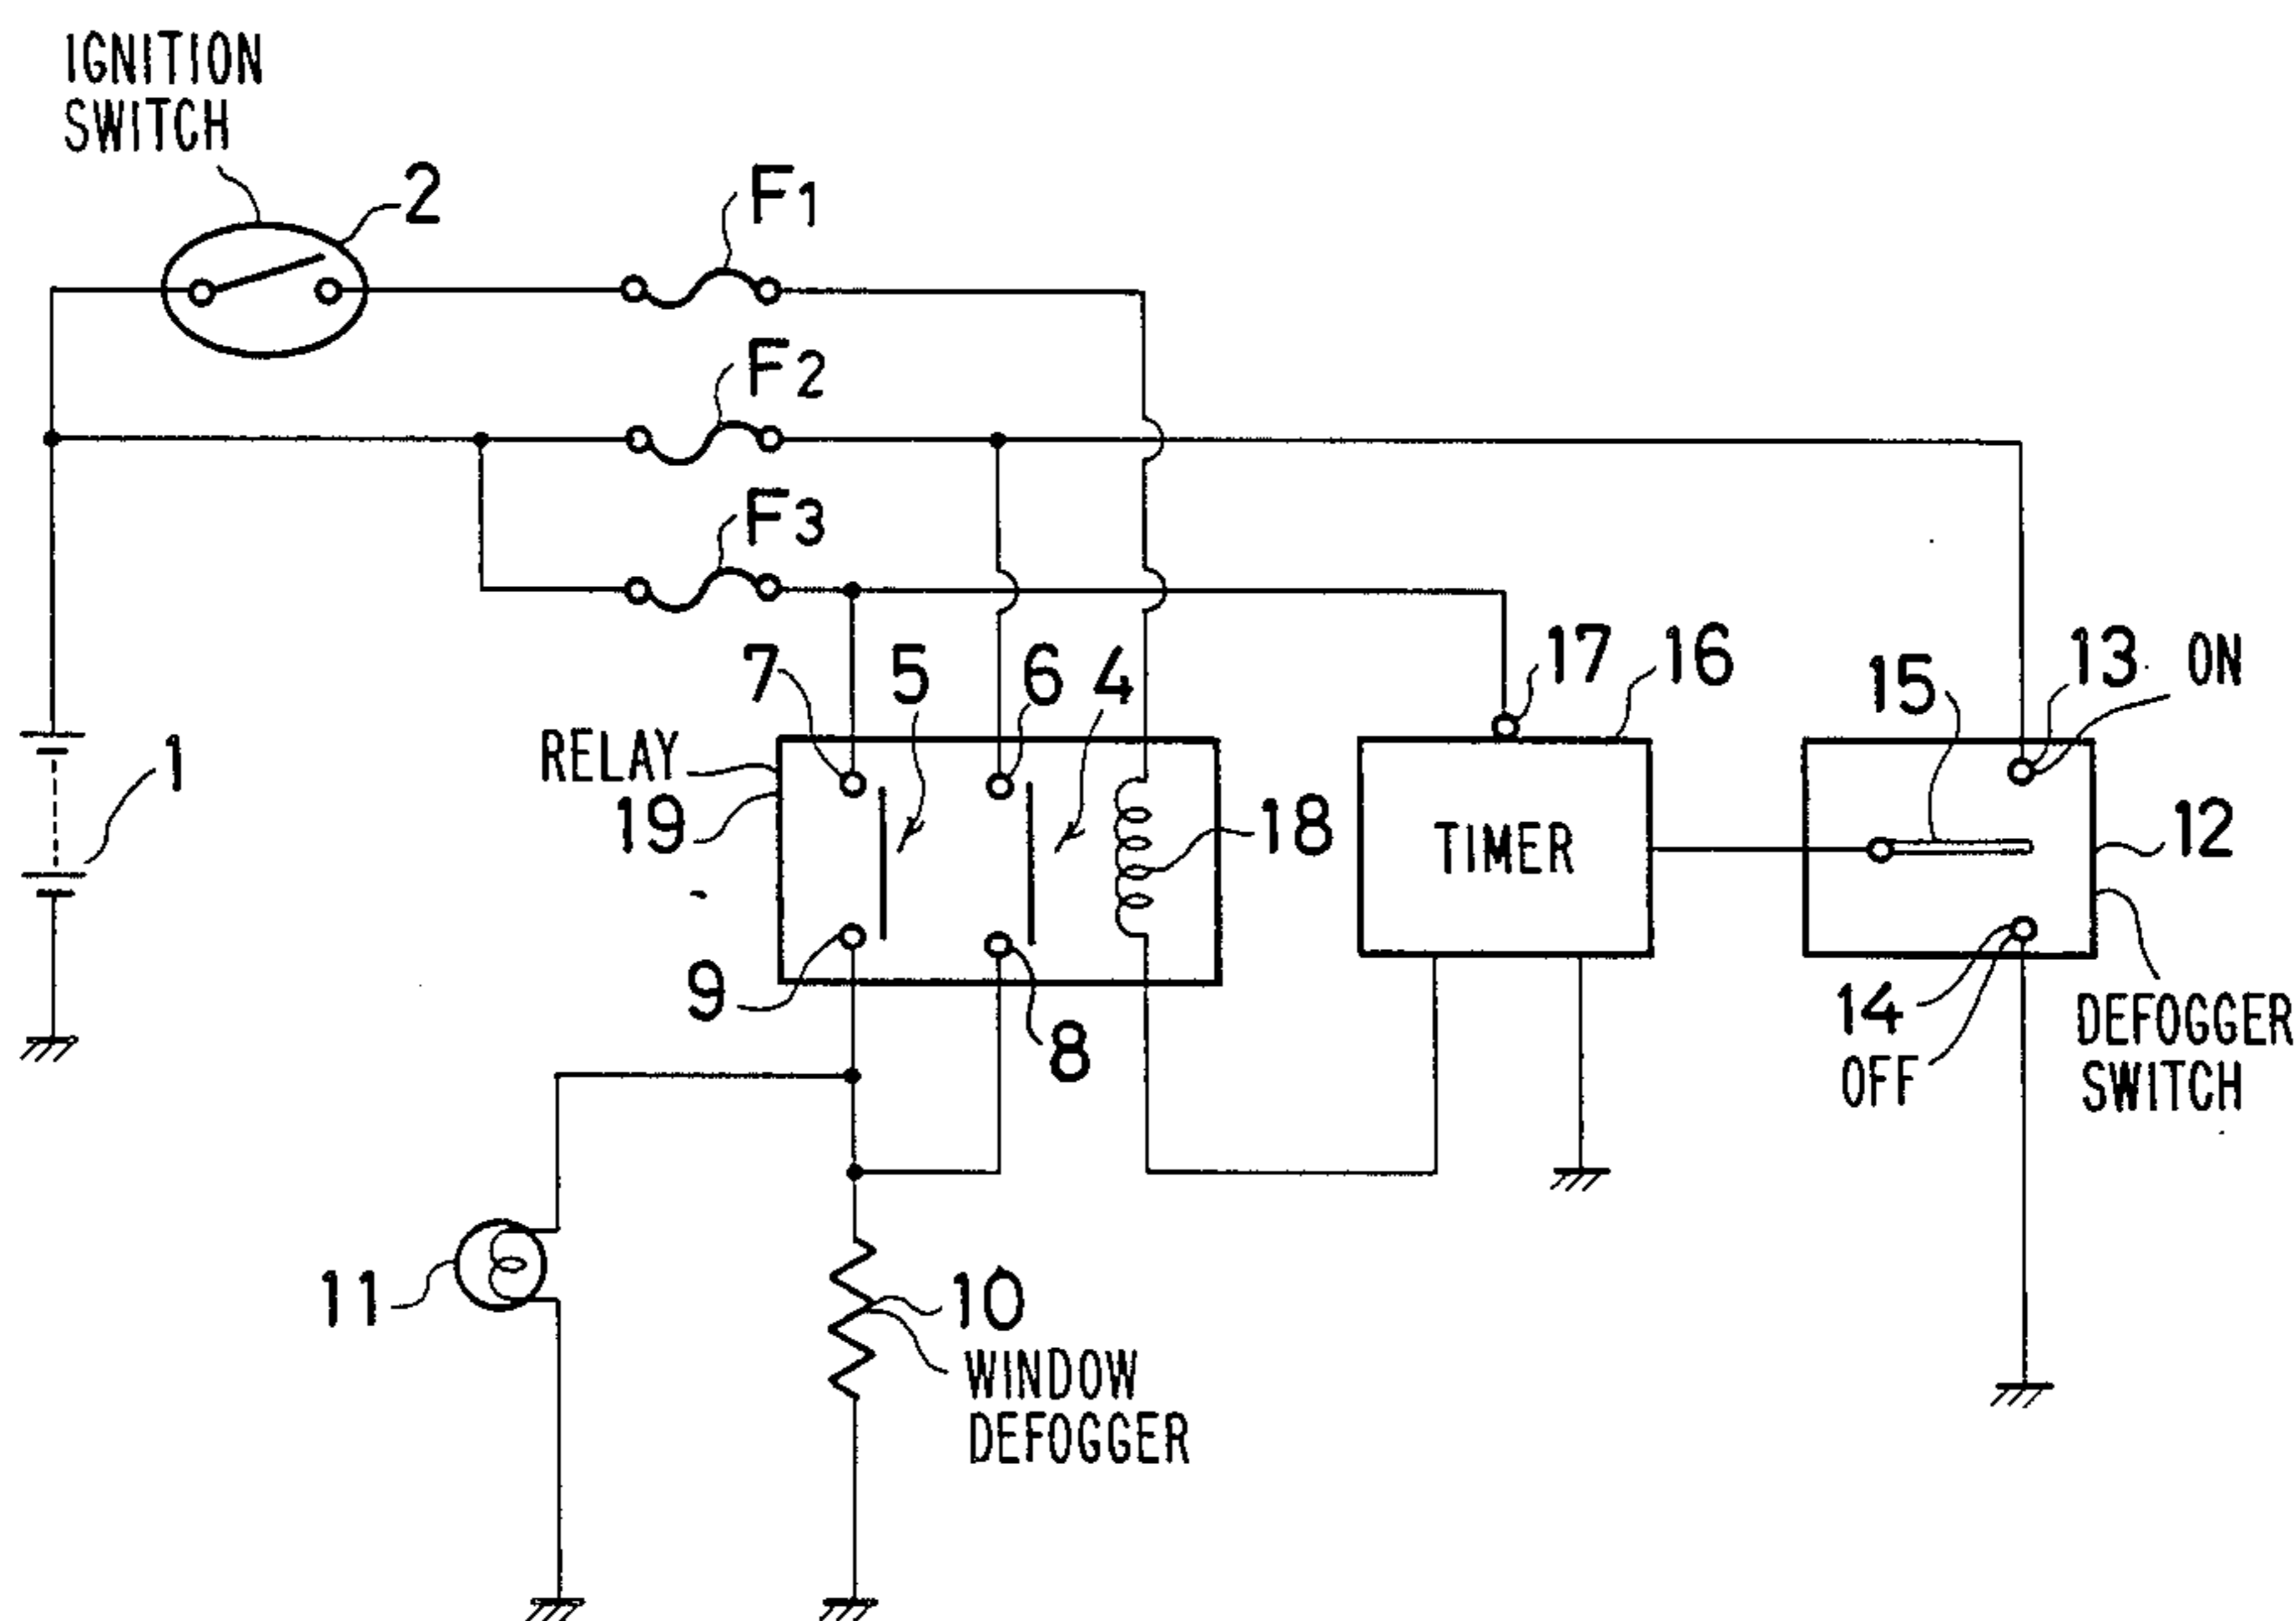 IGNITION
SWITCH
2
F1
F2
F3
7
5
6
4
17
16
15
13
ON
RELAY
19
1
18
TIMER
12
9
8
14
OFF
DEFOGGER
SWITCH
11
10
WINDOW
DEFOGGER